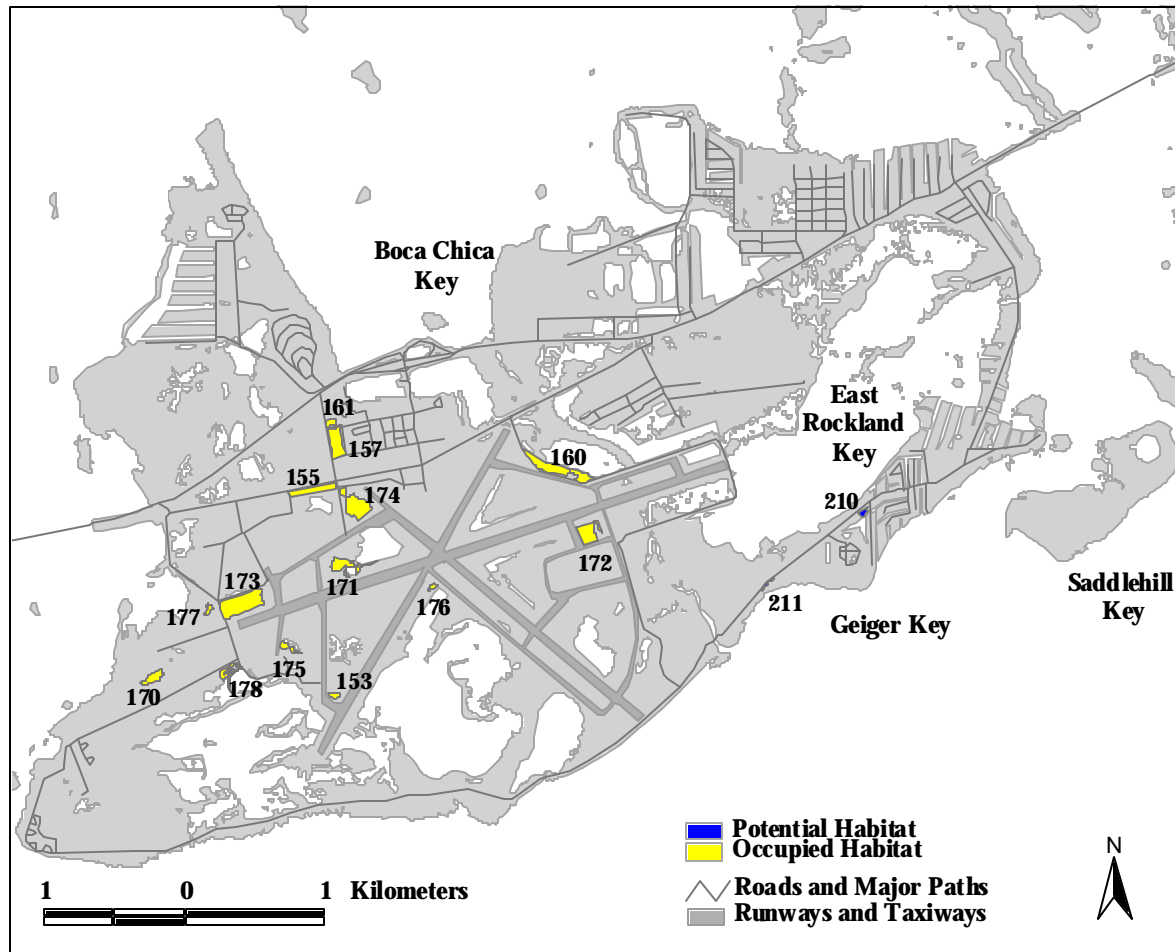 Boca Chica
Key
East
Rockland
Key
161
157
160
155
174
210
172
171
173
176
211
177
Saddlehill
Key
Geiger Key
175
153
170
178
Potential Habitat
Occupied Habitat
N
1 0 1 Kilometers
Roads and Major Paths
Runways and Taxiways